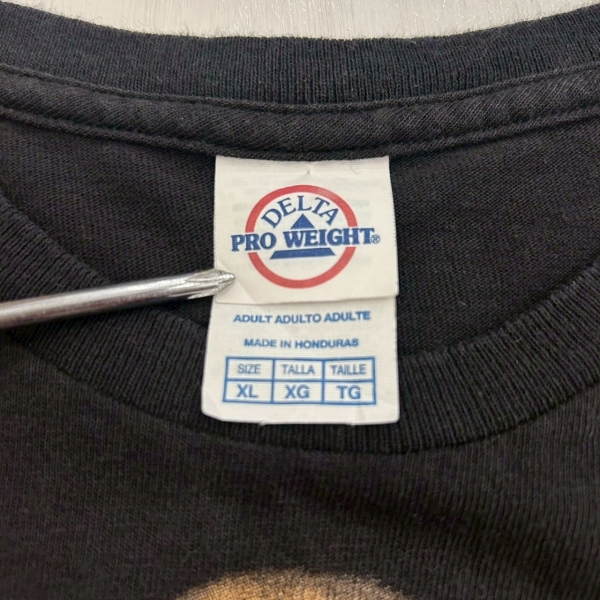 DELTA
PRO WEIGHT®
ADULT ADULTO ADULTE
MADE IN HONDURAS
SIZE TALLA TAILLE
XL XG TG